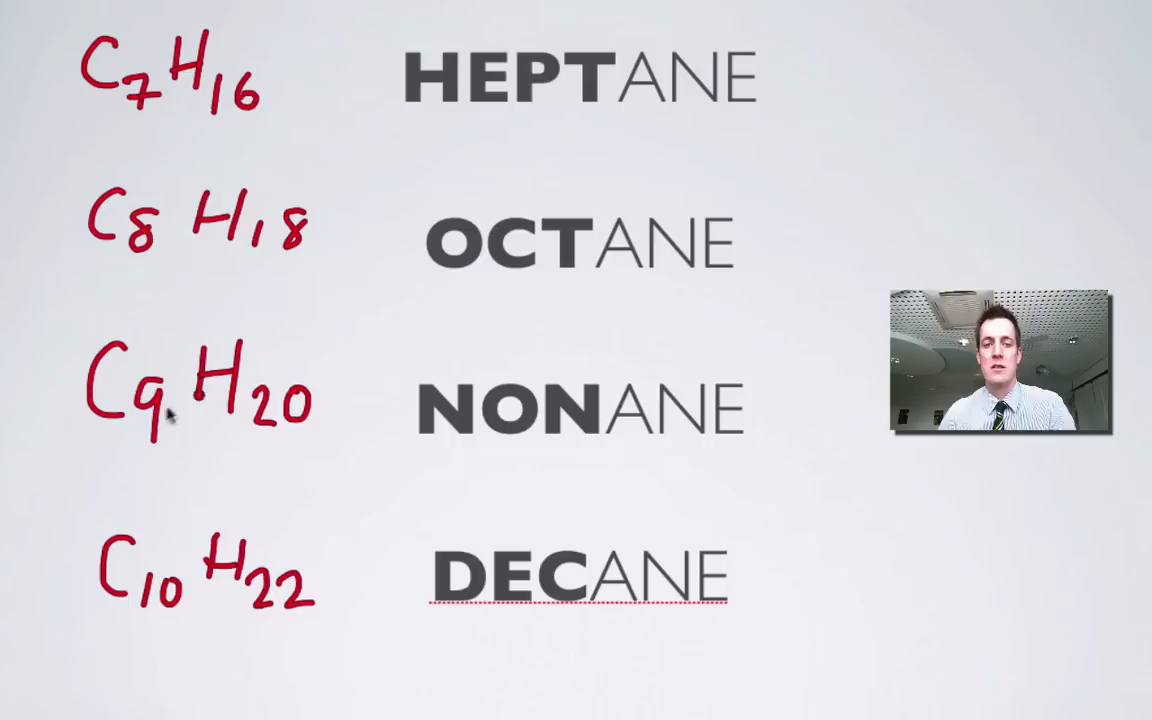 C7H16 HEPTANE
C8H18 OCTANE
C9H20 NONANE
C10H22 DECANE